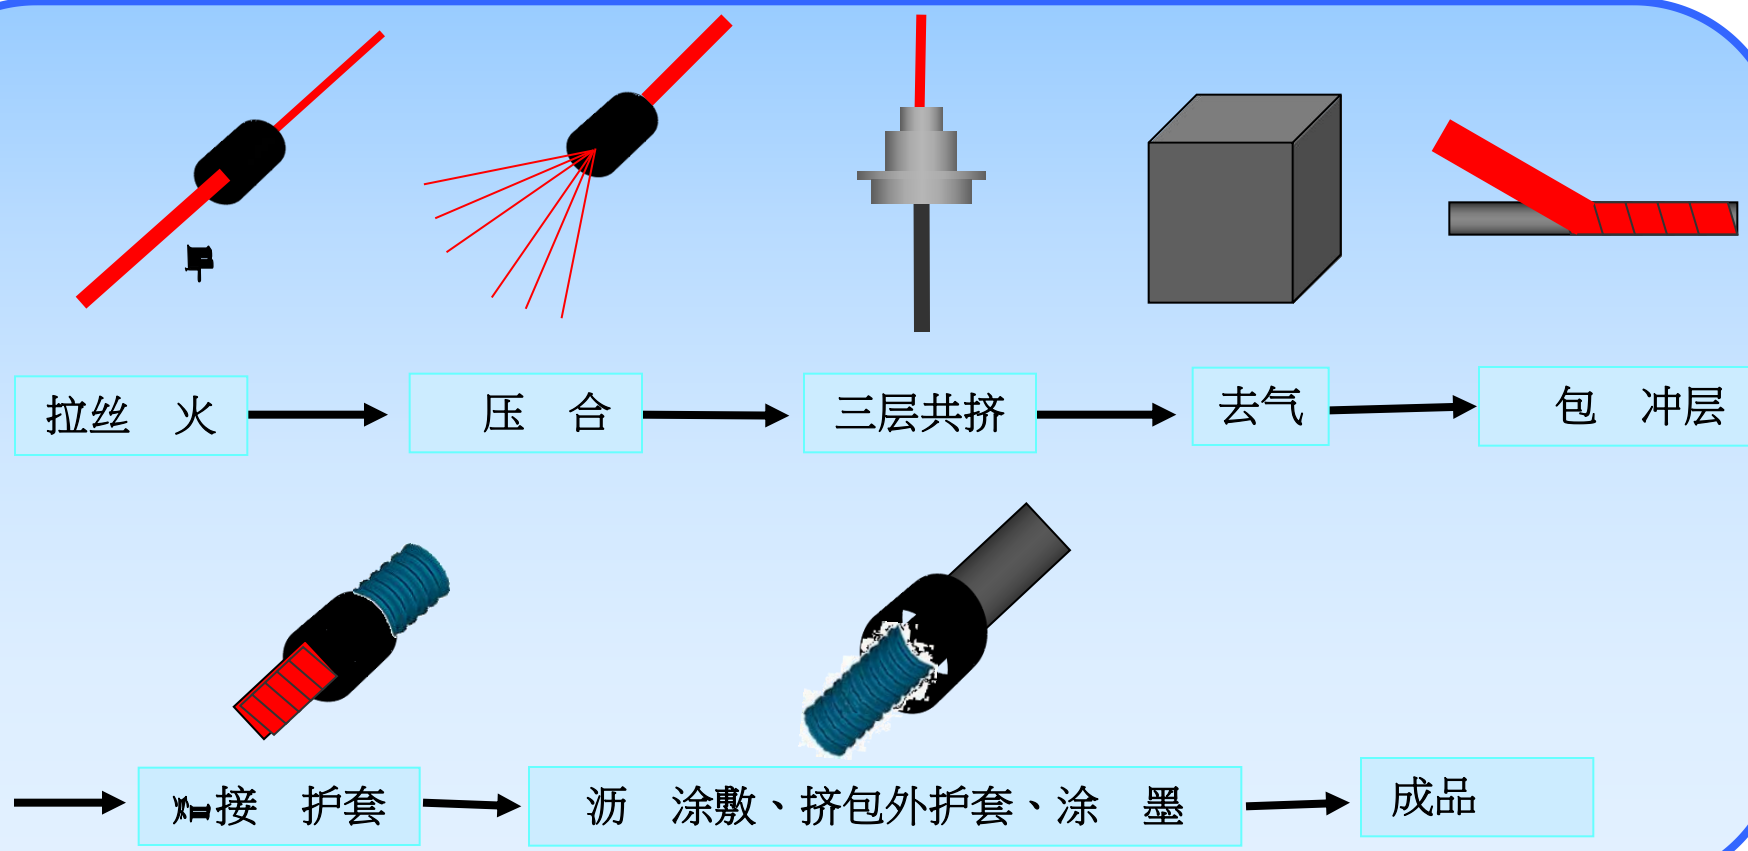 拉丝 火
压 合
三层共挤
去气
包 冲层
接 护套
沥 涂敷、挤包外护套、涂 墨
成品